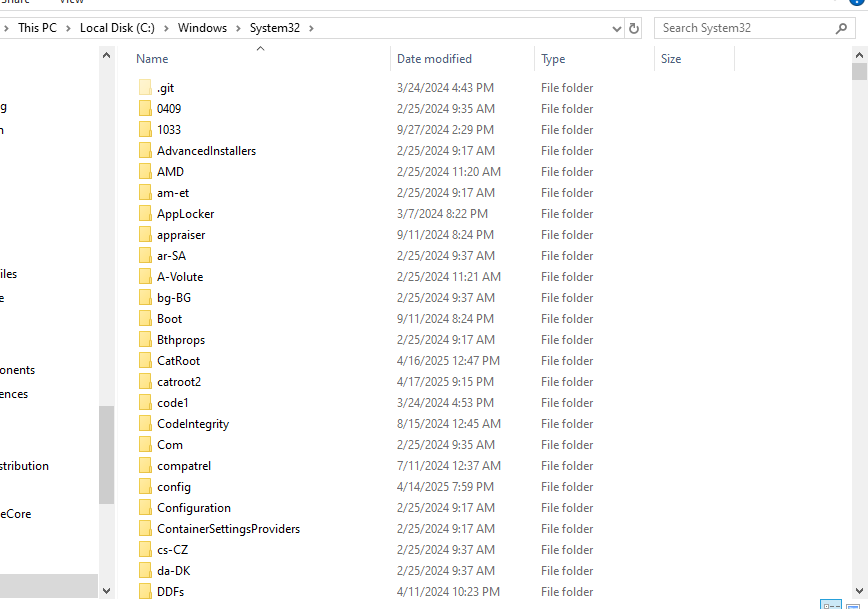 Share View
This PC > Local Disk (C:) > Windows > System32 >
Search System32
Name Date modified Type Size
.git 3/24/2024 4:43 PM File folder
0409 2/25/2024 9:35 AM File folder
1033 9/27/2024 2:29 PM File folder
AdvancedInstallers 2/25/2024 9:17 AM File folder
AMD 2/25/2024 11:20 AM File folder
am-et 2/25/2024 9:17 AM File folder
AppLocker 3/7/2024 8:22 PM File folder
appraiser 9/11/2024 8:24 PM File folder
ar-SA 2/25/2024 9:37 AM File folder
A-Volute 2/25/2024 11:21 AM File folder
bg-BG 2/25/2024 9:37 AM File folder
Boot 9/11/2024 8:24 PM File folder
Bthprops 2/25/2024 9:17 AM File folder
CatRoot 4/16/2025 12:47 PM File folder
catroot2 4/17/2025 9:15 PM File folder
code1 3/24/2024 4:53 PM File folder
CodeIntegrity 8/15/2024 12:45 AM File folder
Com 2/25/2024 9:35 AM File folder
compatrel 7/11/2024 12:37 AM File folder
config 4/14/2025 7:59 PM File folder
Configuration 2/25/2024 9:17 AM File folder
ContainerSettingsProviders 2/25/2024 9:17 AM File folder
cs-CZ 2/25/2024 9:37 AM File folder
da-DK 2/25/2024 9:37 AM File folder
DDFs 4/11/2024 10:23 PM File folder
g
n
iles
e
onents
ences
stribution
eCore